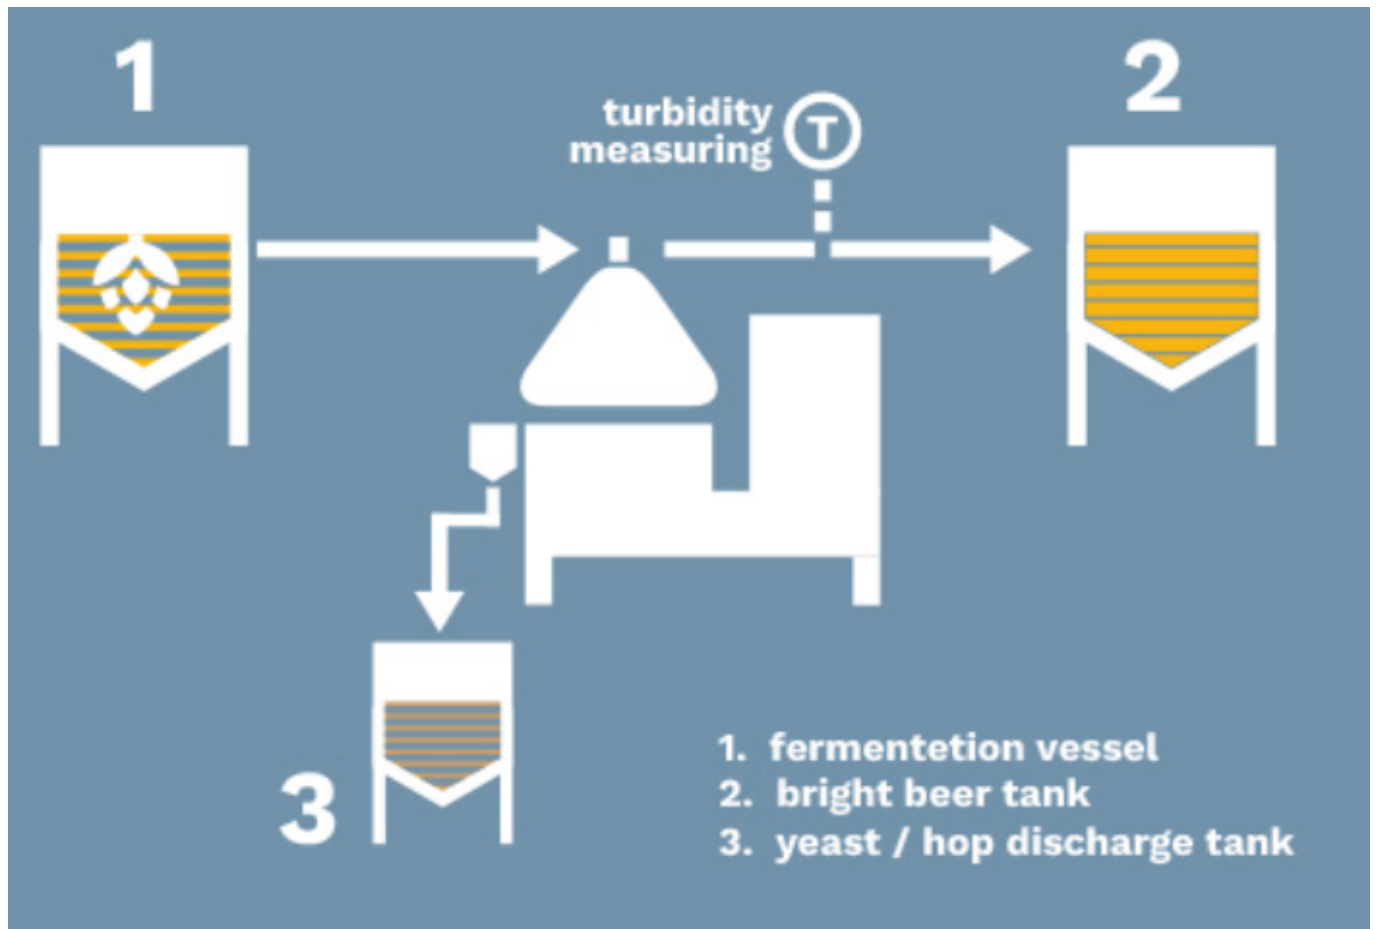 1
2
turbidity
measuring
T
3
1. fermentetion vessel
2. bright beer tank
3. yeast / hop discharge tank